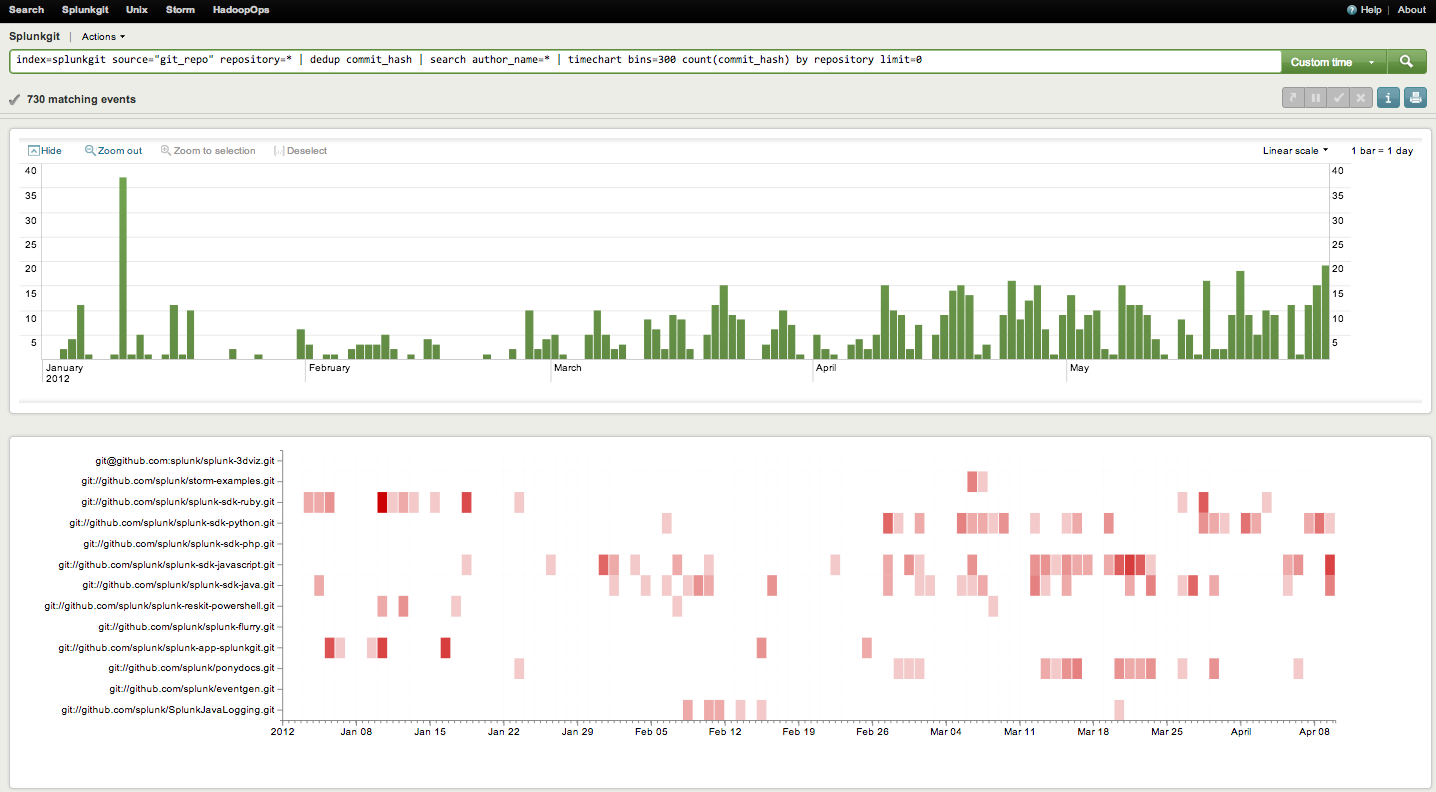 Search Splunkgit Unix Storm HadoopOps Help | About
Splunkgit | Actions
index=splunkgit source="git_repo" repository=* | dedup commit_hash | search author_name=* | timechart bins=300 count(commit_hash) by repository limit=0 Custom time
730 matching events
Hide Zoom out Zoom to selection Deselect Linear scale 1 bar = 1 day
40 40
35 35
30 30
25 25
20 20
15 15
10 10
5 5
January February March April May
2012
git@github.com:splunk/splunk-3dviz.git
git://github.com/splunk/storm-examples.git
git://github.com/splunk/splunk-sdk-ruby.git
git://github.com/splunk/splunk-sdk-python.git
git://github.com/splunk/splunk-sdk-php.git
git://github.com/splunk/splunk-sdk-javascript.git
git://github.com/splunk/splunk-sdk-java.git
git://github.com/splunk/splunk-reskit-powershell.git
git://github.com/splunk/splunk-flurry.git
git://github.com/splunk/splunk-app-splunkgit.git
git://github.com/splunk/ponydocs.git
git://github.com/splunk/eventgen.git
git://github.com/splunk/SplunkJavaLogging.git
2012 Jan 08 Jan 15 Jan 22 Jan 29 Feb 05 Feb 12 Feb 19 Feb 26 Mar 04 Mar 11 Mar 18 Mar 25 April Apr 08